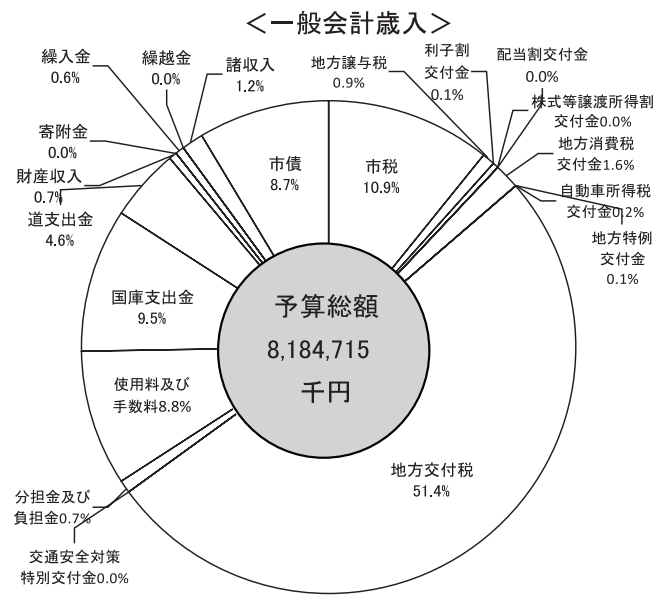 ＜一般会計歳入＞
市税
10.9%
地方譲与税
0.9%
利子割
交付金
0.1%
配当割交付金
0.0%
株式等譲渡所得割
交付金0.0%
地方消費税
交付金1.6%
自動車所得税
交付金0.2%
地方特例
交付金
0.1%
地方交付税
51.4%
交通安全対策
特別交付金0.0%
分担金及び
負担金0.7%
使用料及び
手数料8.8%
国庫支出金
9.5%
道支出金
4.6%
財産収入
0.7%
寄附金
0.0%
繰入金
0.6%
繰越金
0.0%
諸収入
1.2%
市債
8.7%
予算総額
8,184,715
千円